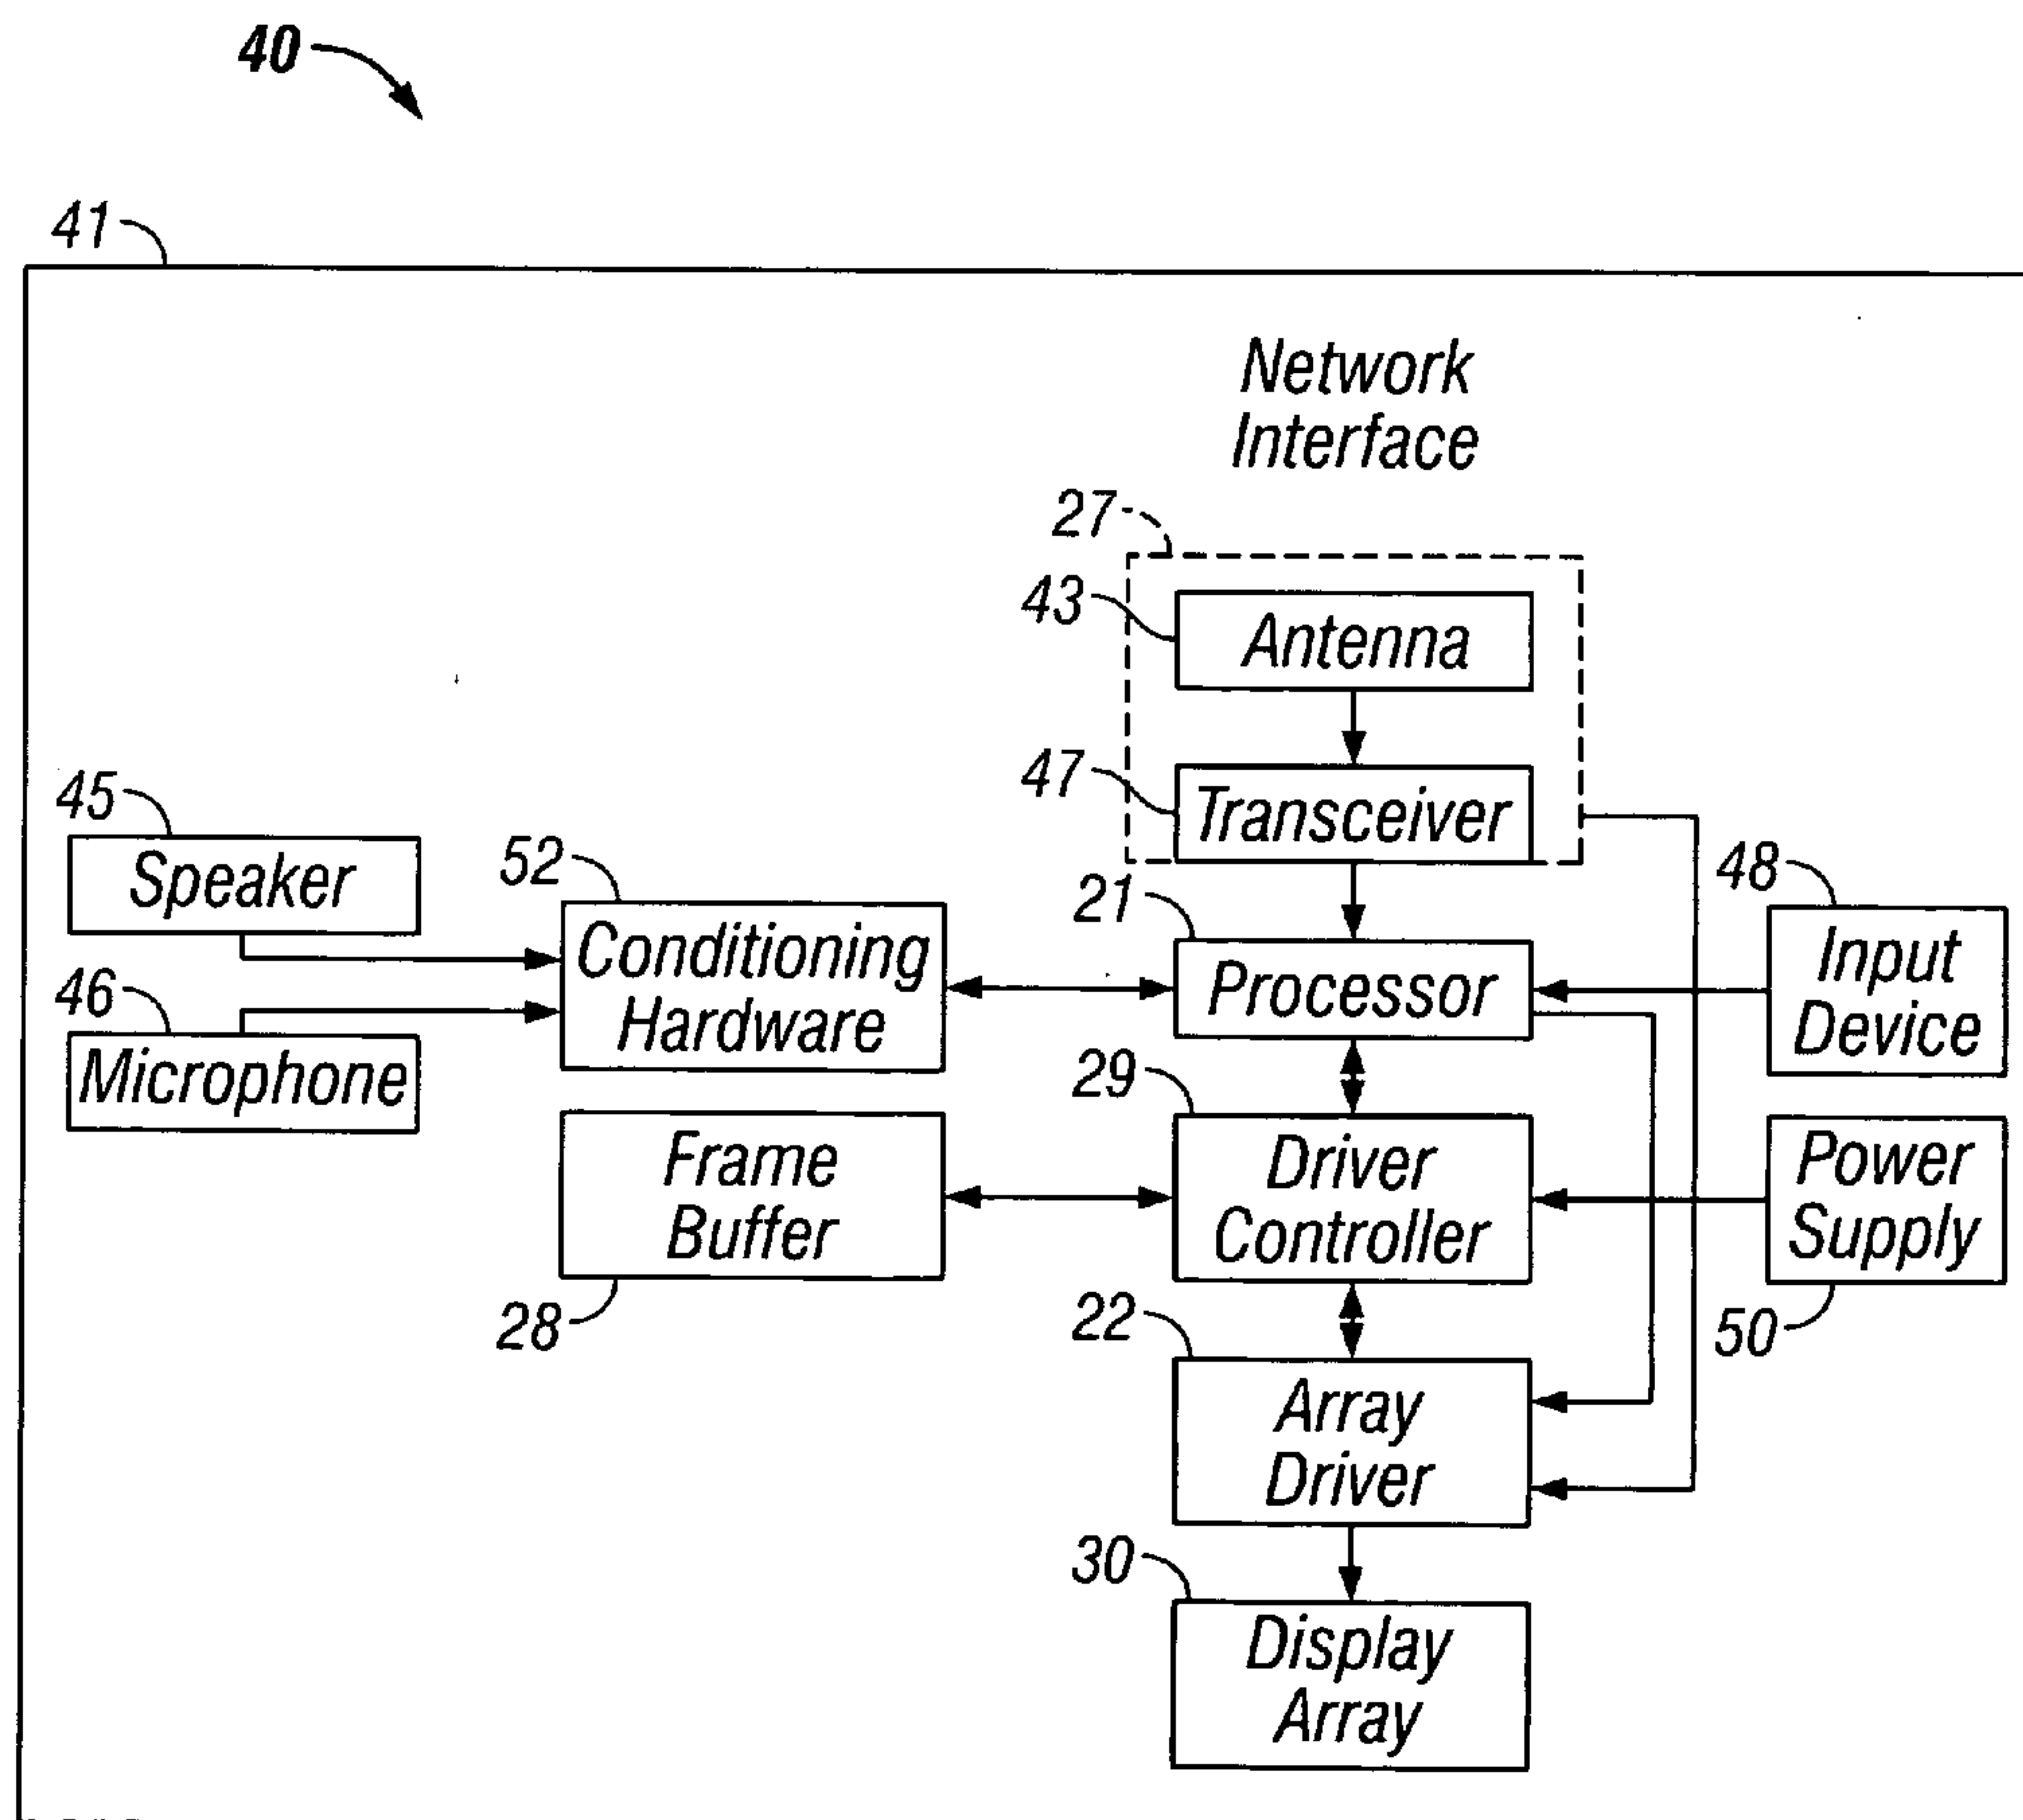 40
41
Network
Interface
27
43
Antenna
47
Transceiver
45
Speaker
52
Conditioning
Hardware
21
Processor
48
Input
Device
46
Microphone
29
Driver
Controller
Frame
Buffer
28
Power
Supply
50
22
Array
Driver
30
Display
Array